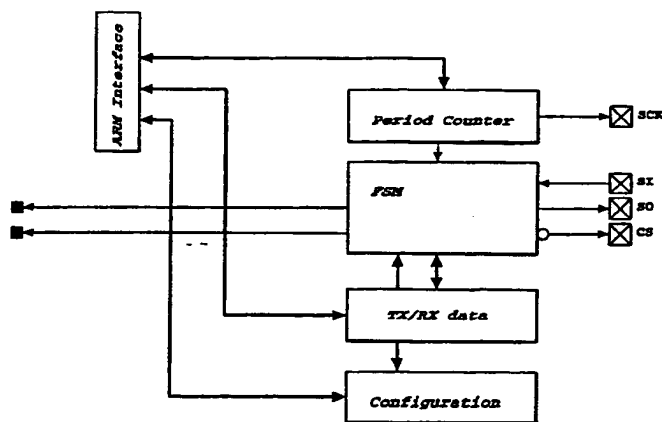 ARM Interface
Period Counter
SCK
FSM
SI
SO
CS
TX/RX data
Configuration